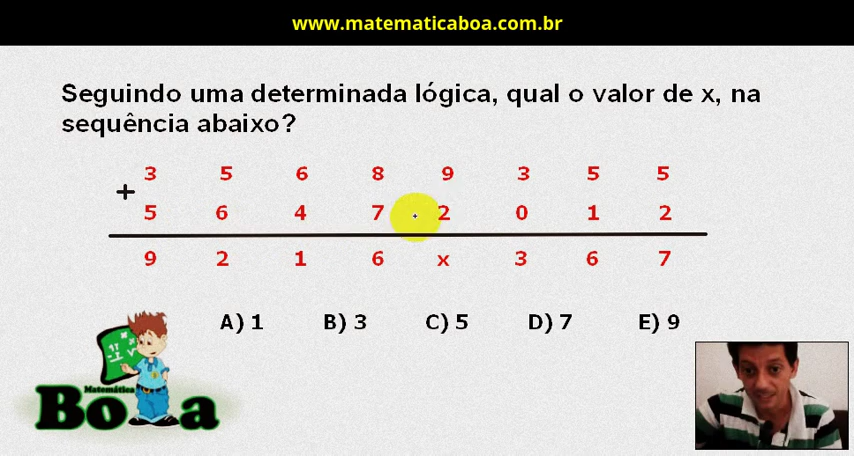 www.matematicaboa.com.br
Seguindo uma determinada lógica, qual o valor de x, na
sequência abaixo?
3 5 6 8 9 3 5 5
+
5 6 4 7 2 0 1 2
9 2 1 6 x 3 6 7
A) 1 B) 3 C) 5 D) 7 E) 9
Matemática
Boa